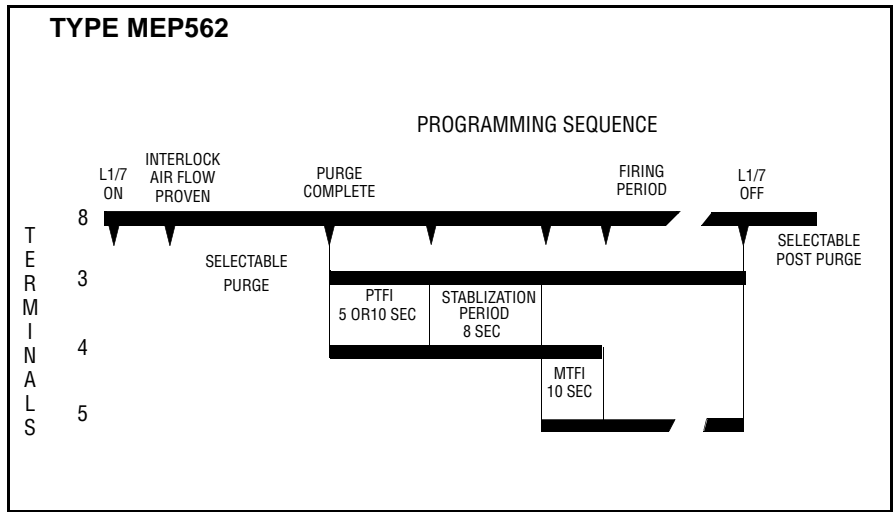 TYPE MEP562
PROGRAMMING SEQUENCE
L1/7
ON
INTERLOCK
AIR FLOW
PROVEN
PURGE
COMPLETE
FIRING
PERIOD
L1/7
OFF
TERMINALS
8
SELECTABLE
PURGE
SELECTABLE
POST PURGE
3
PTFI
5 OR10 SEC
STABLIZATION
PERIOD
8 SEC
4
MTFI
10 SEC
5